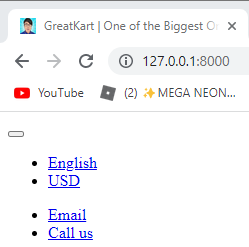 GreatKart | One of the Biggest On
127.0.0.1:8000
YouTube
(2) ✨MEGA NEON...
English
USD
Email
Call us